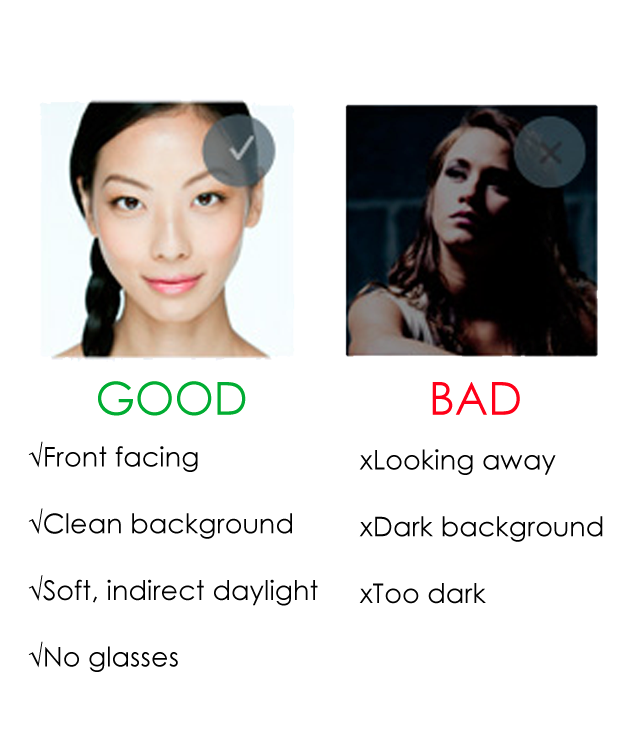 GOOD
√Front facing
√Clean background
√Soft, indirect daylight
√No glasses
BAD
xLooking away
xDark background
xToo dark